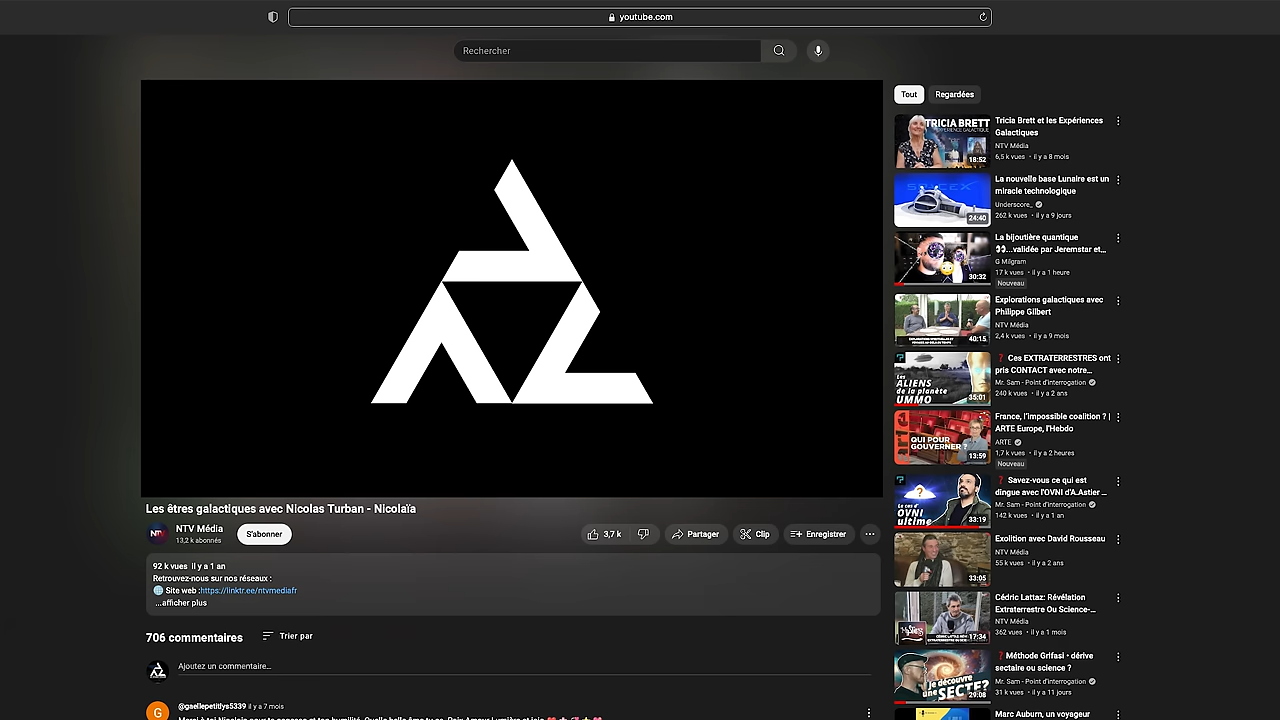 youtube.com
Rechercher
Tout
Regardées
TRICIA BRETT
EXPÉRIENCE GALACTIQUE
18:52
Tricia Brett et les Expériences
Galactiques
NTV Média
6,5 k vues • il y a 8 mois
SPACEX
24:40
La nouvelle base Lunaire est un
miracle technologique
Underscore_
262 k vues • il y a 9 jours
30:32
La bijoutière quantique
👀...validée par Jeremstar et...
G Milgram
17 k vues • il y a 1 heure
Nouveau
40:15
Explorations galactiques avec
Philippe Gilbert
NTV Média
2,4 k vues • il y a 9 mois
Les
ALIENS
de la planète
UMMO
35:01
❓ Ces EXTRATERRESTRES ont
pris CONTACT avec notre...
Mr. Sam - Point d'interrogation
240 k vues • il y a 2 ans
arte
QUI POUR
GOUVERNER ?
13:59
France, l'impossible coalition ? |
ARTE Europe, l'Hebdo
ARTE
1,7 k vues • il y a 2 heures
Nouveau
Le cas d'
OVNI
ultime
33:19
❓ Savez-vous ce qui est
dingue avec l'OVNI d'A.Astier ...
Mr. Sam - Point d'interrogation
142 k vues • il y a 1 an
33:05
Exolition avec David Rousseau
NTV Média
55 k vues • il y a 2 ans
17:34
Cédric Lattaz: Révélation
Extraterrestre Ou Science-...
NTV Média
362 vues • il y a 1 mois
Je découvre
une SECTE?
29:08
❓Méthode Grifasi • dérive
sectaire ou science ?
Mr. Sam - Point d'interrogation
31 k vues • il y a 11 jours
Marc Auburn, un voyageur
Les êtres galactiques avec Nicolas Turban - Nicolaïa
NTV
NTV Média
13,2 k abonnés
S'abonner
3,7 k
Partager
Clip
Enregistrer
92 k vues il y a 1 an
Retrouvez-nous sur nos réseaux :
🌐 Site web :https://linktr.ee/ntvmediafr
...afficher plus
706 commentaires
Trier par
Ajoutez un commentaire...
G
@gaellepetitlys5339 il y a 7 mois